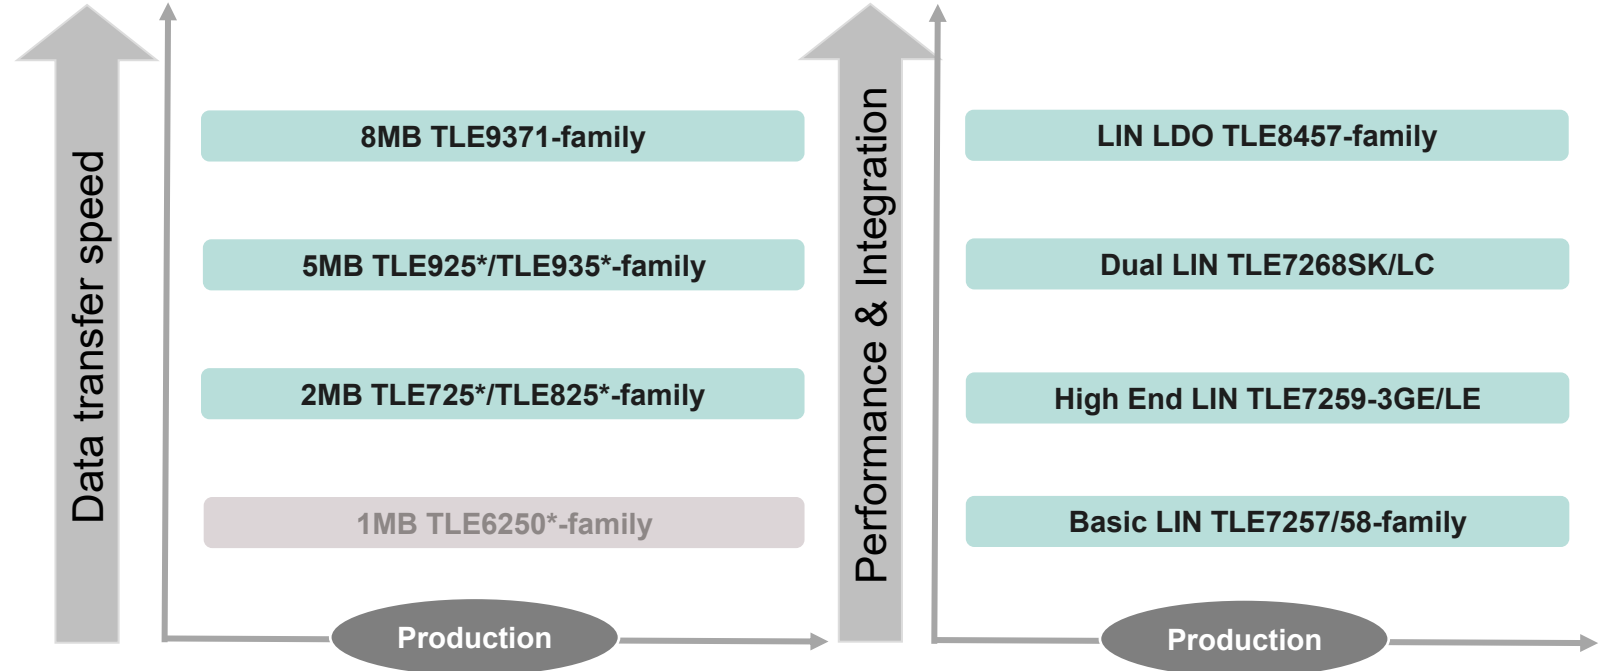 Data transfer speed
8MB TLE9371-family
5MB TLE925*/TLE935*-family
2MB TLE725*/TLE825*-family
1MB TLE6250*-family
Production
Performance & Integration
LIN LDO TLE8457-family
Dual LIN TLE7268SK/LC
High End LIN TLE7259-3GE/LE
Basic LIN TLE7257/58-family
Production